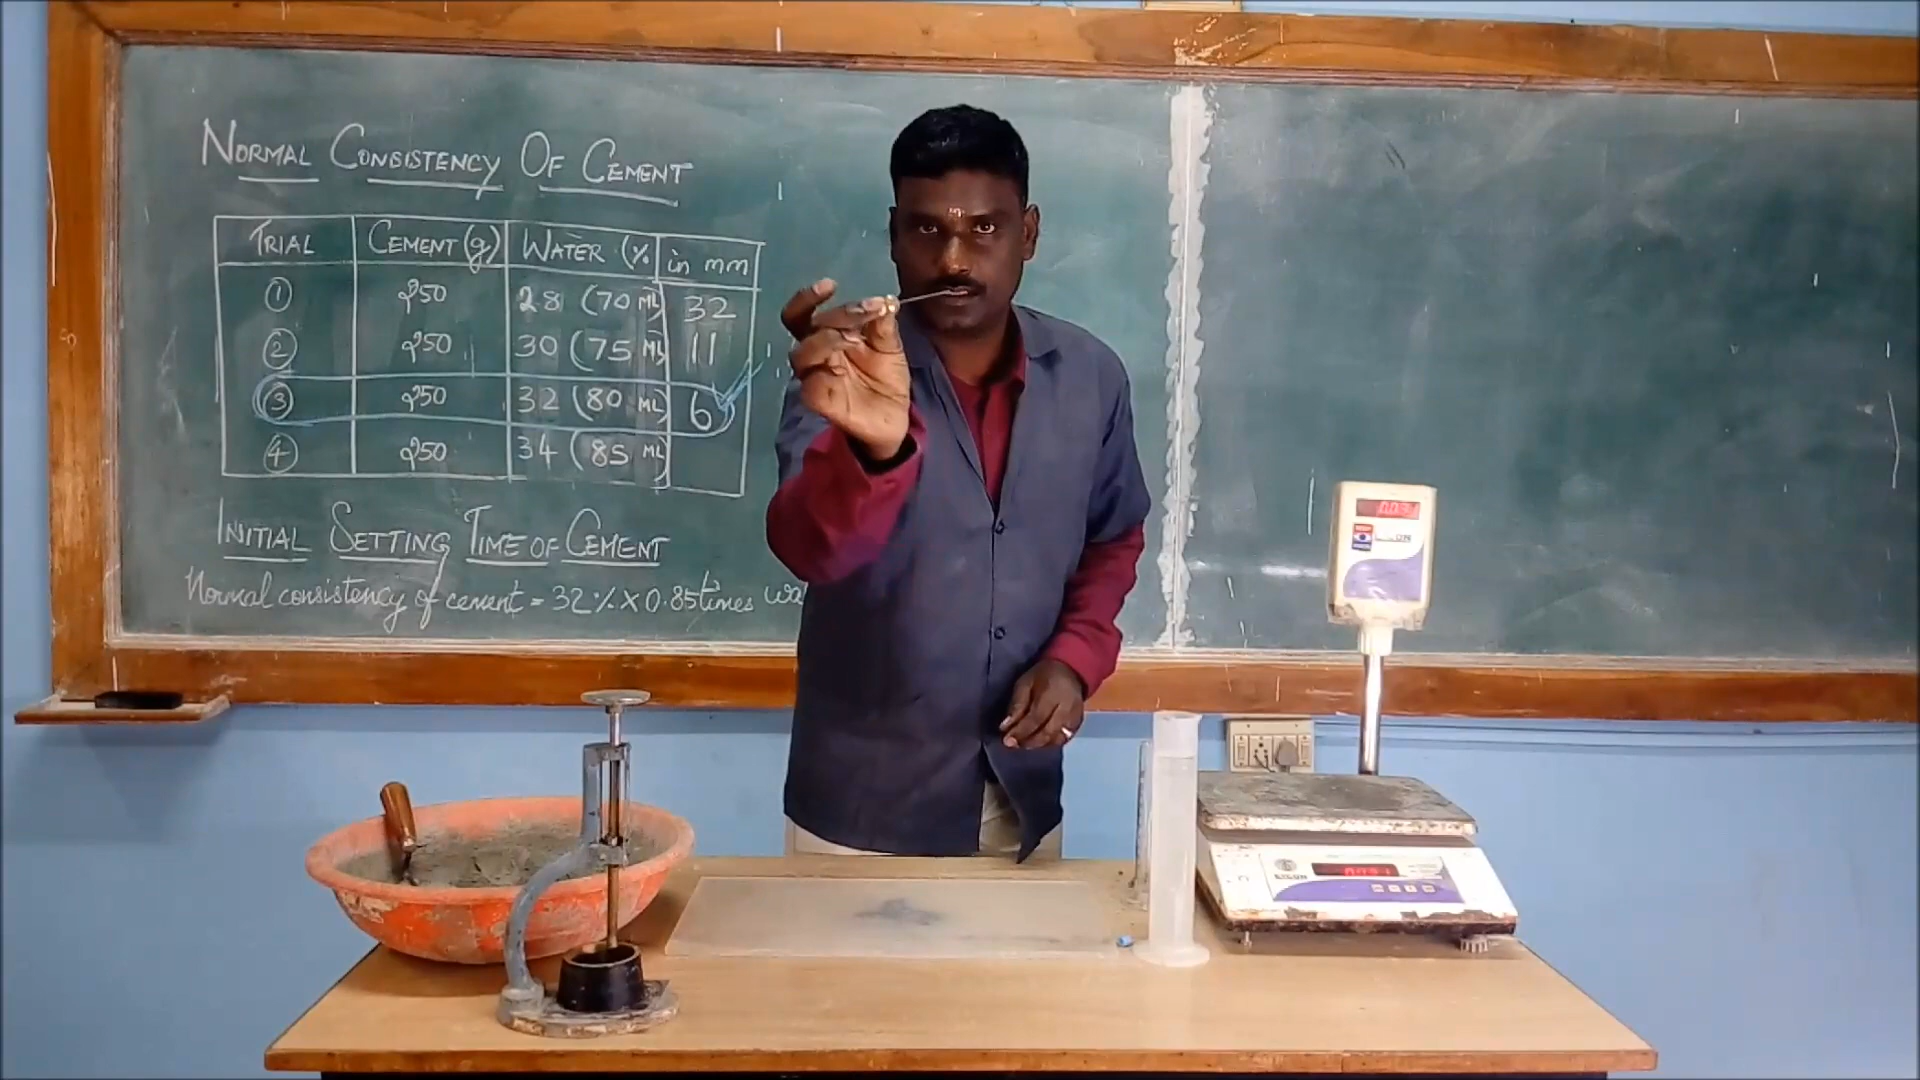 NORMAL CONSISTENCY OF CEMENT
TRIAL CEMENT (g) WATER (% in mm
1 250 28 (70 ML 32
2 250 30 (75 ML 11
3 250 32 (80 ML 6
4 250 34 (85 ML
INITIAL SETTING TIME OF CEMENT
Normal consistency of cement = 32 % X 0.85 times